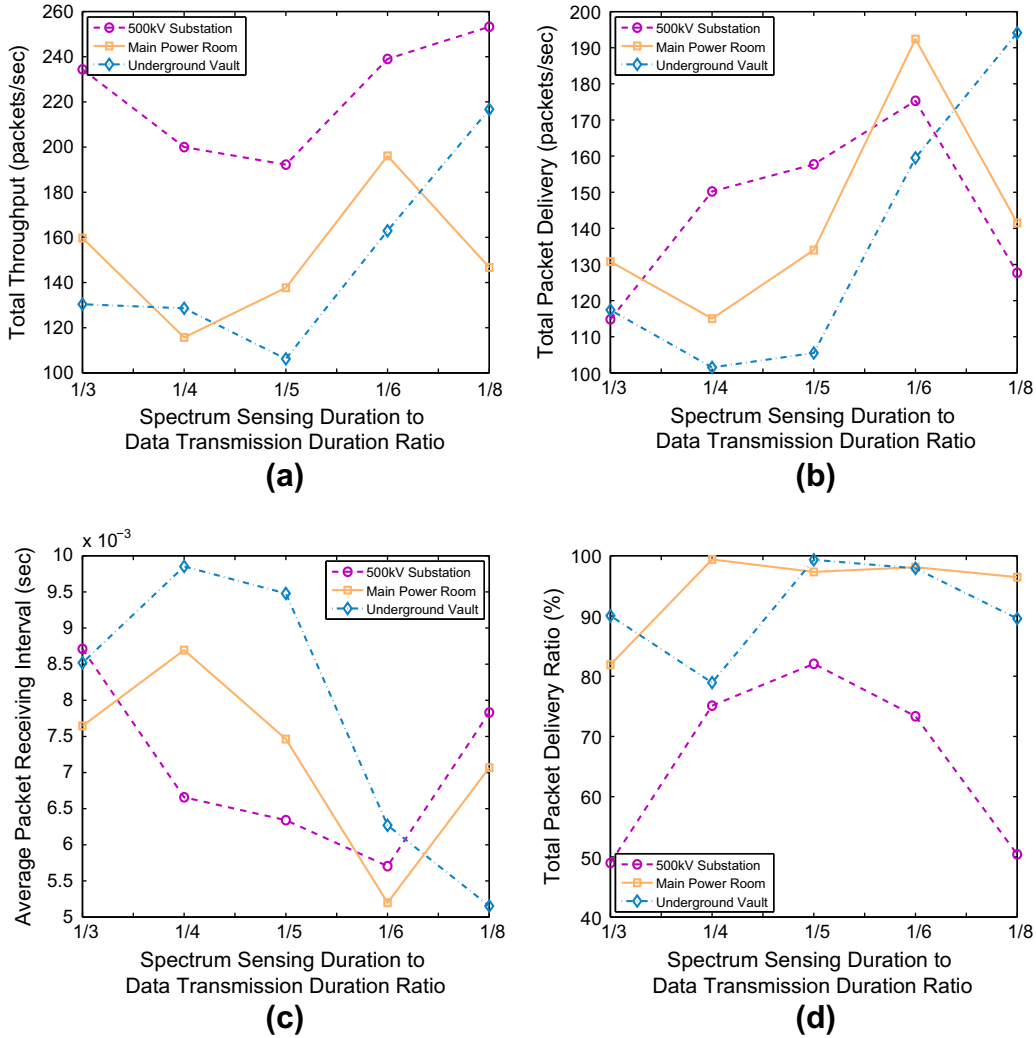 260
240
220
200
180
160
140
120
100
Total Throughput (packets/sec)
500kV Substation
Main Power Room
Underground Vault
1/3 1/4 1/5 1/6 1/8
Spectrum Sensing Duration to
Data Transmission Duration Ratio
(a)
200
190
180
170
160
150
140
130
120
110
100
Total Packet Delivery (packets/sec)
500kV Substation
Main Power Room
Underground Vault
1/3 1/4 1/5 1/6 1/8
Spectrum Sensing Duration to
Data Transmission Duration Ratio
(b)
x 10⁻³
10
9.5
9
8.5
8
7.5
7
6.5
6
5.5
5
Average Packet Receiving Interval (sec)
500kV Substation
Main Power Room
Underground Vault
1/3 1/4 1/5 1/6 1/8
Spectrum Sensing Duration to
Data Transmission Duration Ratio
(c)
100
90
80
70
60
50
40
Total Packet Delivery Ratio (%)
500kV Substation
Main Power Room
Underground Vault
1/3 1/4 1/5 1/6 1/8
Spectrum Sensing Duration to
Data Transmission Duration Ratio
(d)